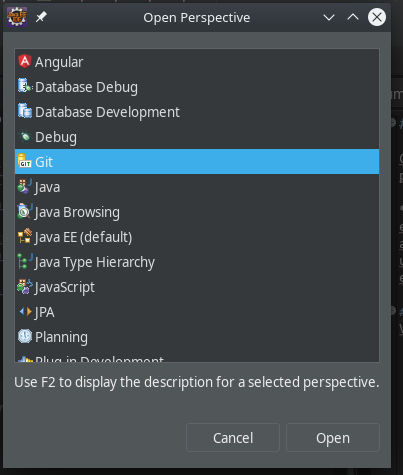 Open Perspective
Angular
Database Debug
Database Development
Debug
Git
Java
Java Browsing
Java EE (default)
Java Type Hierarchy
JavaScript
JPA
Planning
Plug-in Development
Use F2 to display the description for a selected perspective.
Cancel
Open